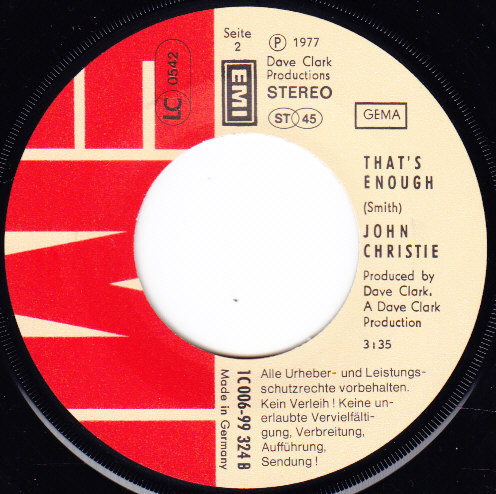 LC 0542
EMI
Seite
2
Ⓟ 1977
Dave Clark
Productions
STEREO
ST 45
GEMA
THAT'S
ENOUGH
(Smith)
JOHN
CHRISTIE
Produced by
Dave Clark.
A Dave Clark
Production
3:35
1C 006-99 324 B
Made in Germany
Alle Urheber- und Leistungs-
schutzrechte vorbehalten.
Kein Verleih! Keine un-
erlaubte Vervielfälti-
gung, Verbreitung,
Aufführung,
Sendung!